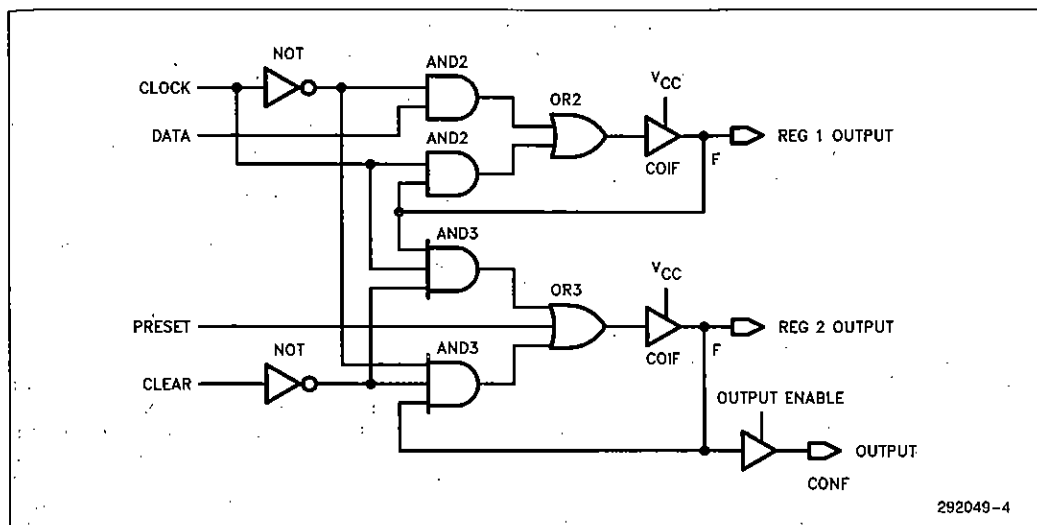 NOT
CLOCK
DATA
AND2
AND2
OR2
VCC
COIF
F
REG 1 OUTPUT
AND3
PRESET
NOT
CLEAR
AND3
OR3
VCC
COIF
F
REG 2 OUTPUT
OUTPUT ENABLE
OUTPUT
CONF
292049-4